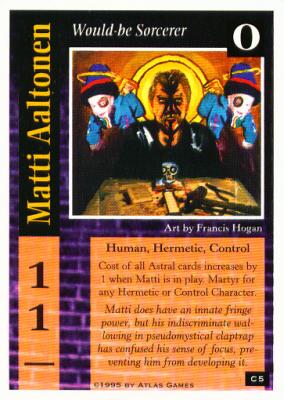 Matti Aaltonen
Would-be Sorcerer
0
Art by Francis Hogan
1
1
—
Human, Hermetic, Control
Cost of all Astral cards increases by
1 when Matti is in play. Martyr for
any Hermetic or Control Character.
Matti does have an innate fringe
power, but his indiscriminate wal-
lowing in pseudomystical claptrap
has confused his sense of focus, pre-
venting him from developing it.
©1995 BY ATLAS GAMES
C5